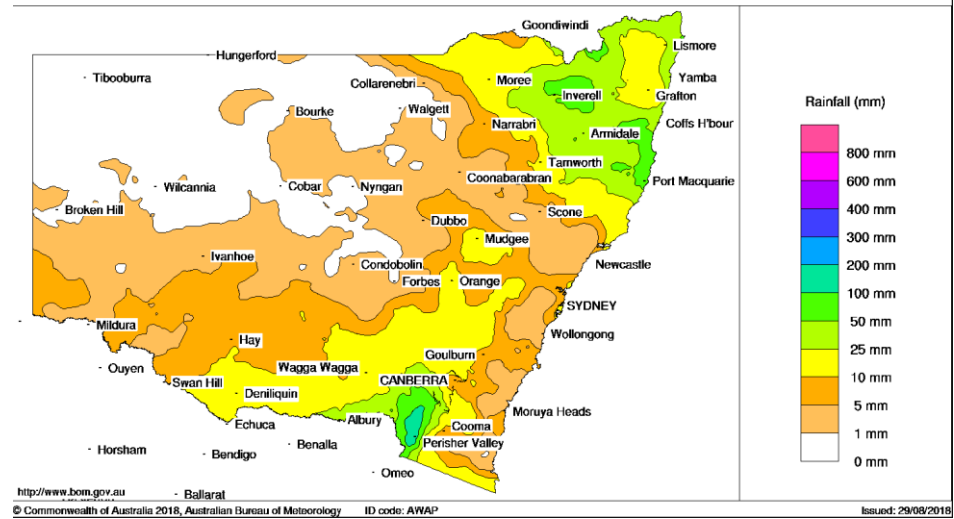 Goondiwindi
Lismore
Hungerford
Tibooburra
Collarenebri
Moree
Yamba
Inverell
Grafton
Bourke
Walgett
Narrabri
Coffs H'bour
Armidale
Tamworth
Coonabarabran
Port Macquarie
Wilcannia
Cobar
Nyngan
Broken Hill
Dubbo
Scone
Mudgee
Ivanhoe
Condobolin
Newcastle
Forbes
Orange
SYDNEY
Mildura
Wollongong
Hay
Goulburn
Ouyen
Wagga Wagga
Swan Hill
CANBERRA
Deniliquin
Moruya Heads
Albury
Echuca
Cooma
Perisher Valley
Benalla
Horsham
Bendigo
Omeo
Ballarat
Rainfall (mm)
800 mm
600 mm
400 mm
300 mm
200 mm
100 mm
50 mm
25 mm
10 mm
5 mm
1 mm
0 mm
http://www.bom.gov.au
© Commonwealth of Australia 2018, Australian Bureau of Meteorology ID code: AWAP Issued: 29/08/2018